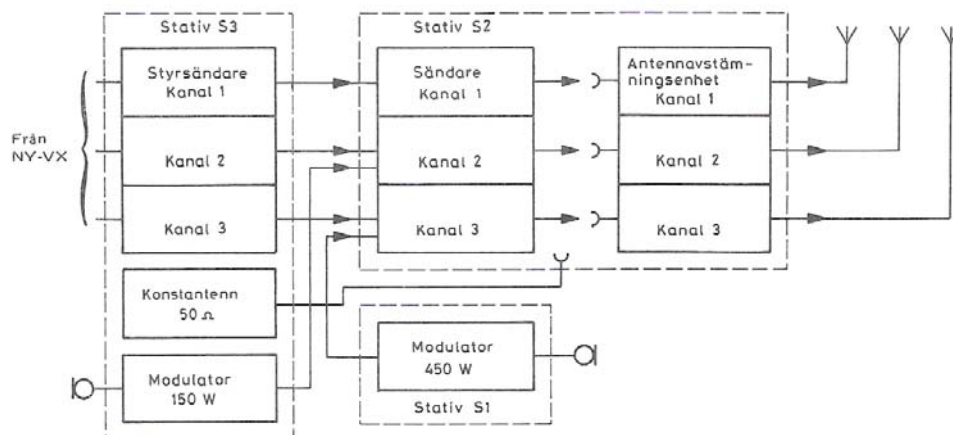 Stativ S3
Styrsändare
Kanal 1
Kanal 2
Kanal 3
Från
NY-VX
Konstantenn
50 Ω
Modulator
150 W
Stativ S2
Sändare
Kanal 1
Kanal 2
Kanal 3
Antennavstäm-
ningsenhet
Kanal 1
Kanal 2
Kanal 3
Modulator
450 W
Stativ S1